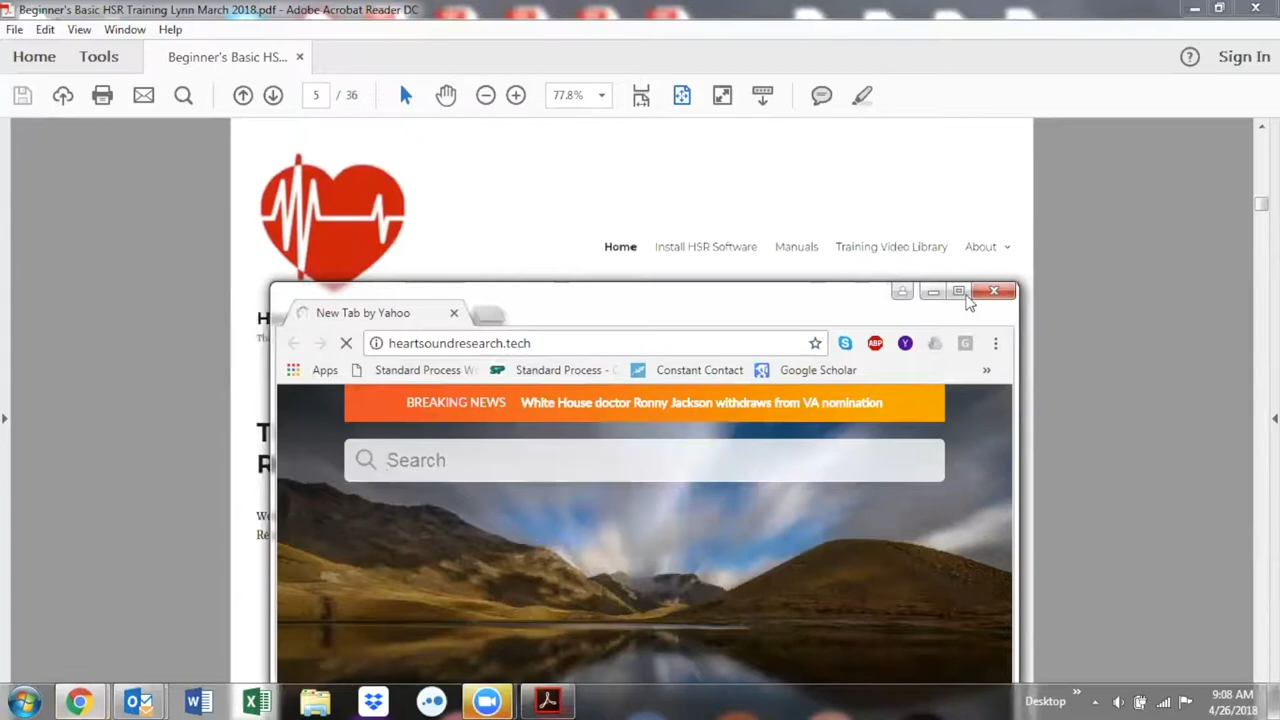 Beginner's Basic HSR Training Lynn March 2018.pdf - Adobe Acrobat Reader DC
File Edit View Window Help
Home Tools Beginner's Basic HS... Sign In
5 / 36 77.8%
Home Install HSR Software Manuals Training Video Library About
New Tab by Yahoo
heartsoundresearch.tech
Apps Standard Process Standard Process - Constant Contact Google Scholar »
BREAKING NEWS White House doctor Ronny Jackson withdraws from VA nomination
Search
Desktop
9:08 AM
4/26/2018